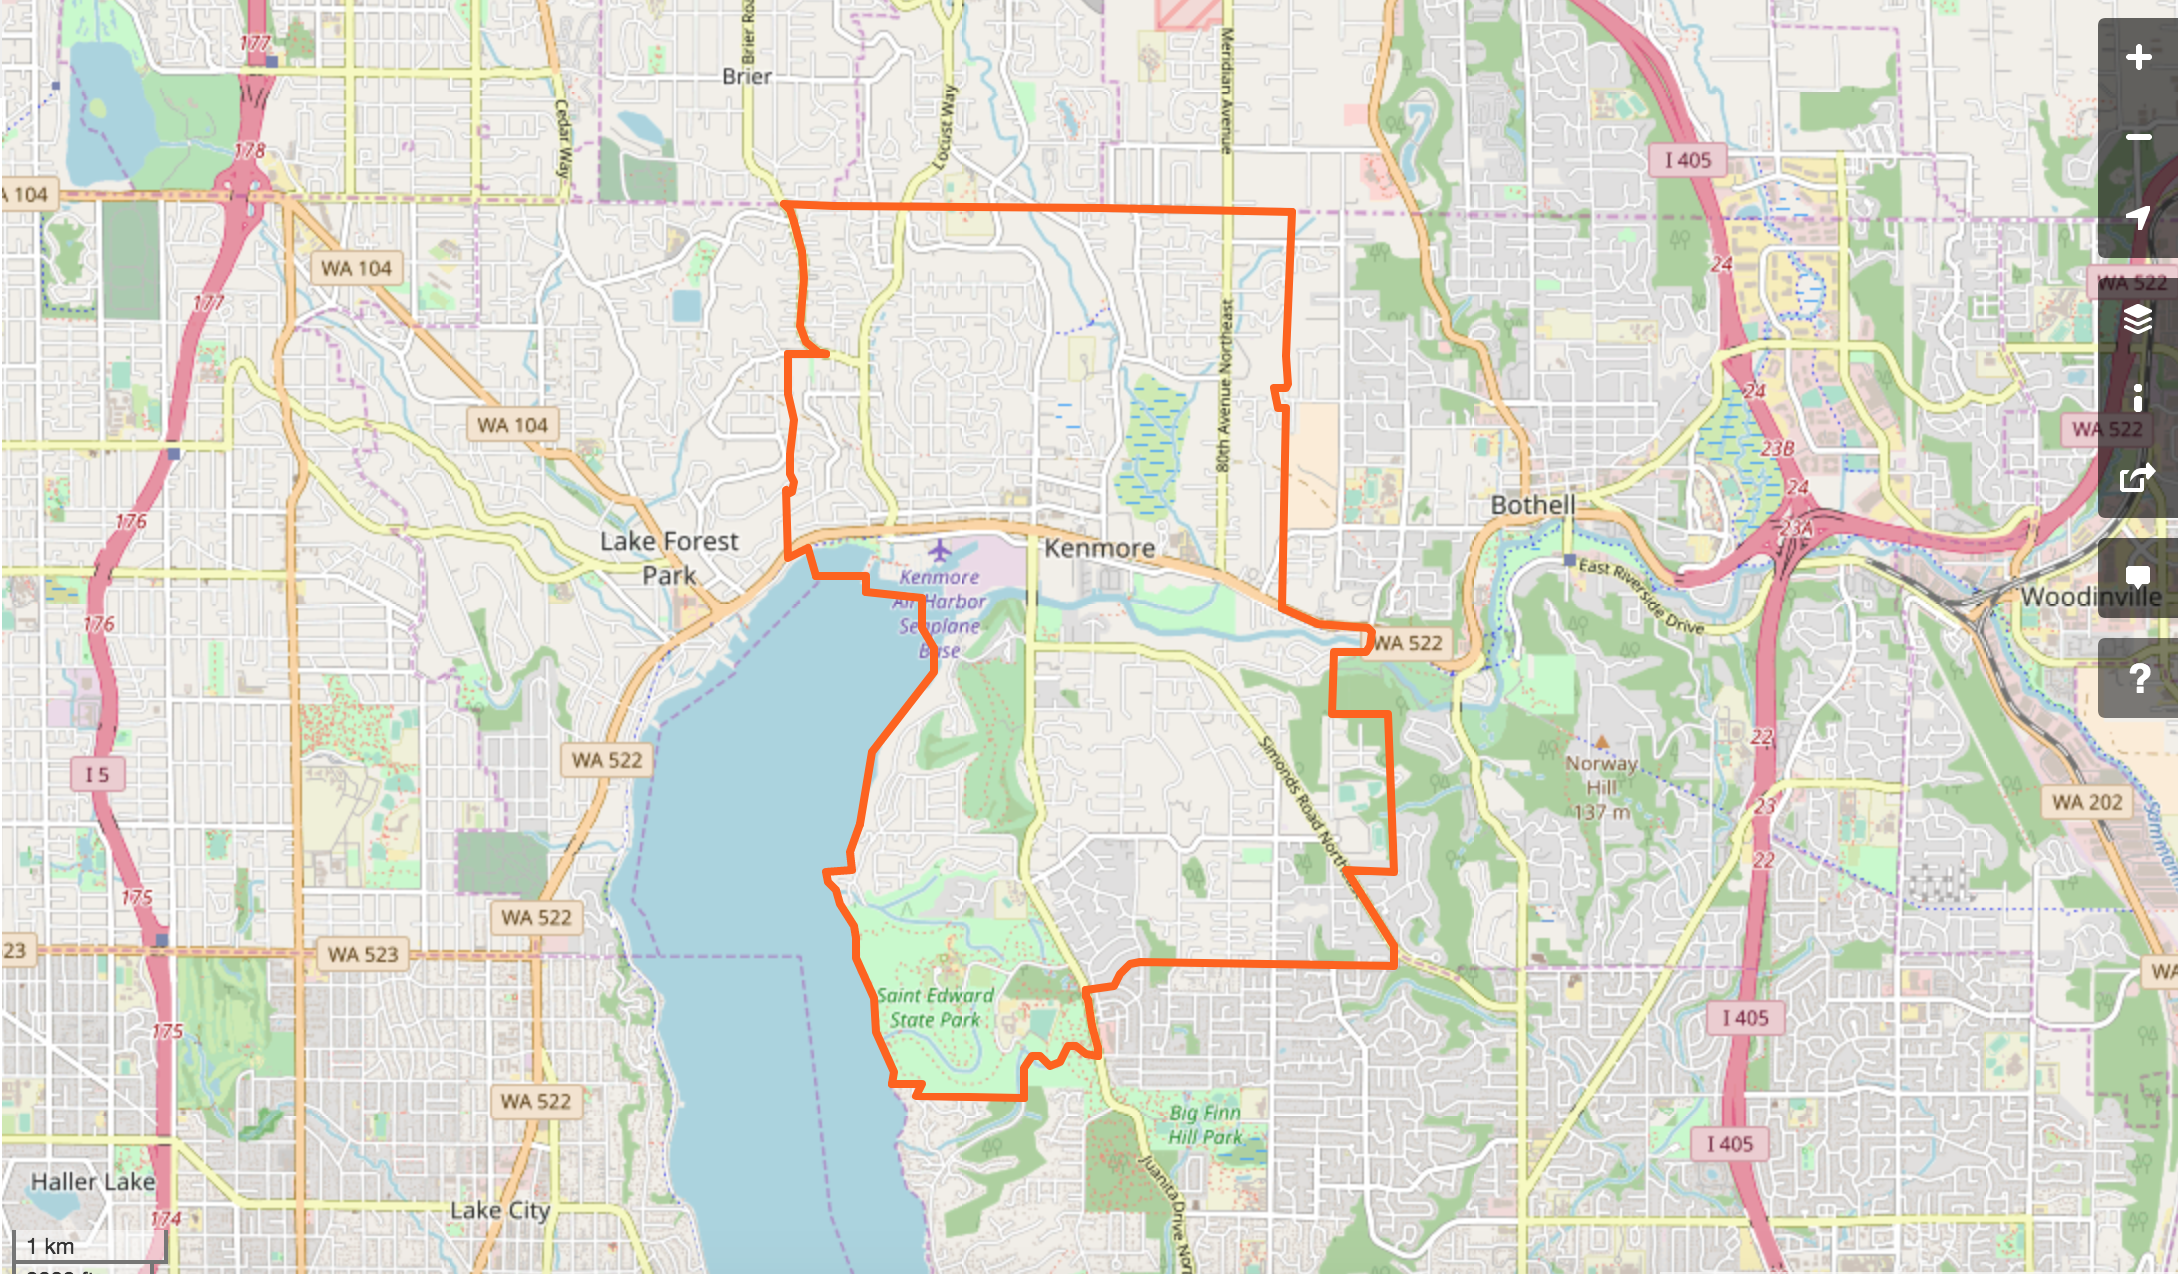 177
Brier Roa
Meridian Avenue
Brier
Cedar Way
Locust Way
178
I 405
A 104
WA 104
24
WA 522
177
80th Avenue Northeast
24
WA 104
WA 522
23B
24
Bothell
176
23A
Lake Forest
Park
Kenmore
Kenmore
Air Harbor
Seaplane
Base
East Riverside Drive
Woodinville
176
WA 522
I 5
WA 522
Simonds Road Northeast
22
Norway
Hill
137 m
23
WA 202
Sammam
22
175
WA 522
23
WA 523
WA
Saint Edward
State Park
175
I 405
WA 522
Big Finn
Hill Park
I 405
Juanita Drive Nor
Haller Lake
Lake City
174
1 km